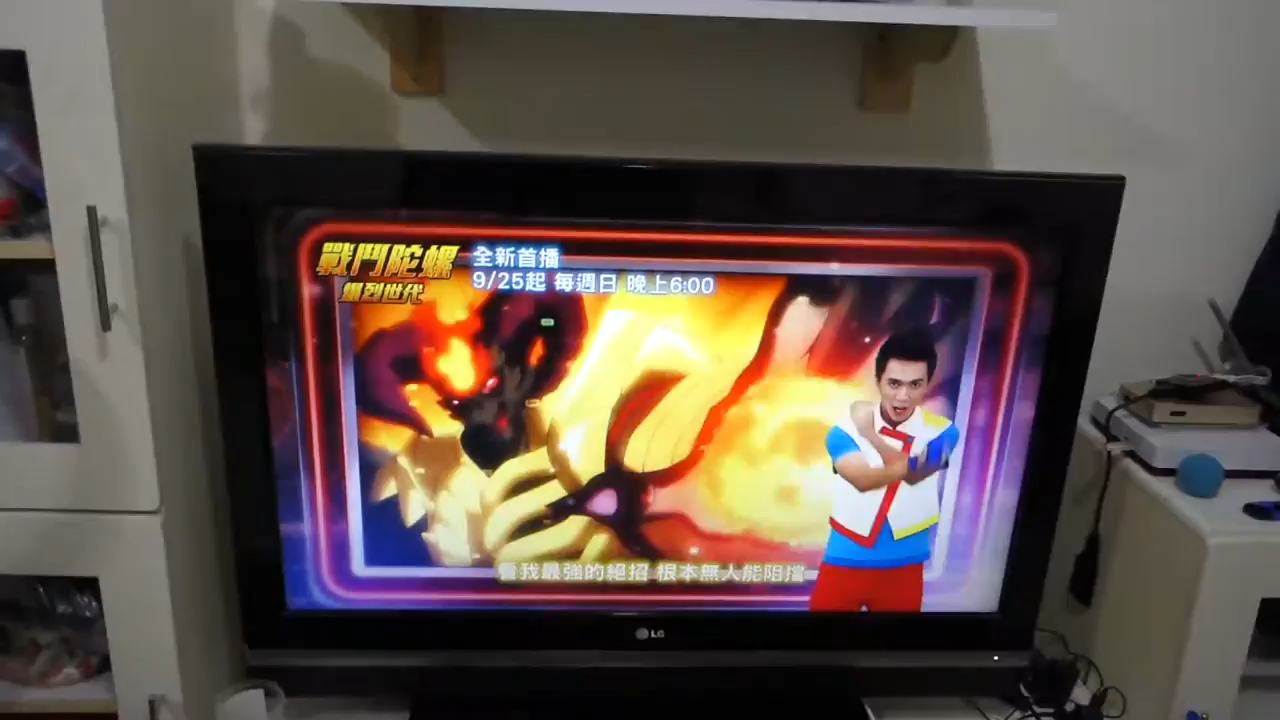 戰鬥陀螺
爆烈世代
全新首播
9/25起 每週日 晚上6:00
看我最強的絕招 根本無人能阻擋
LG